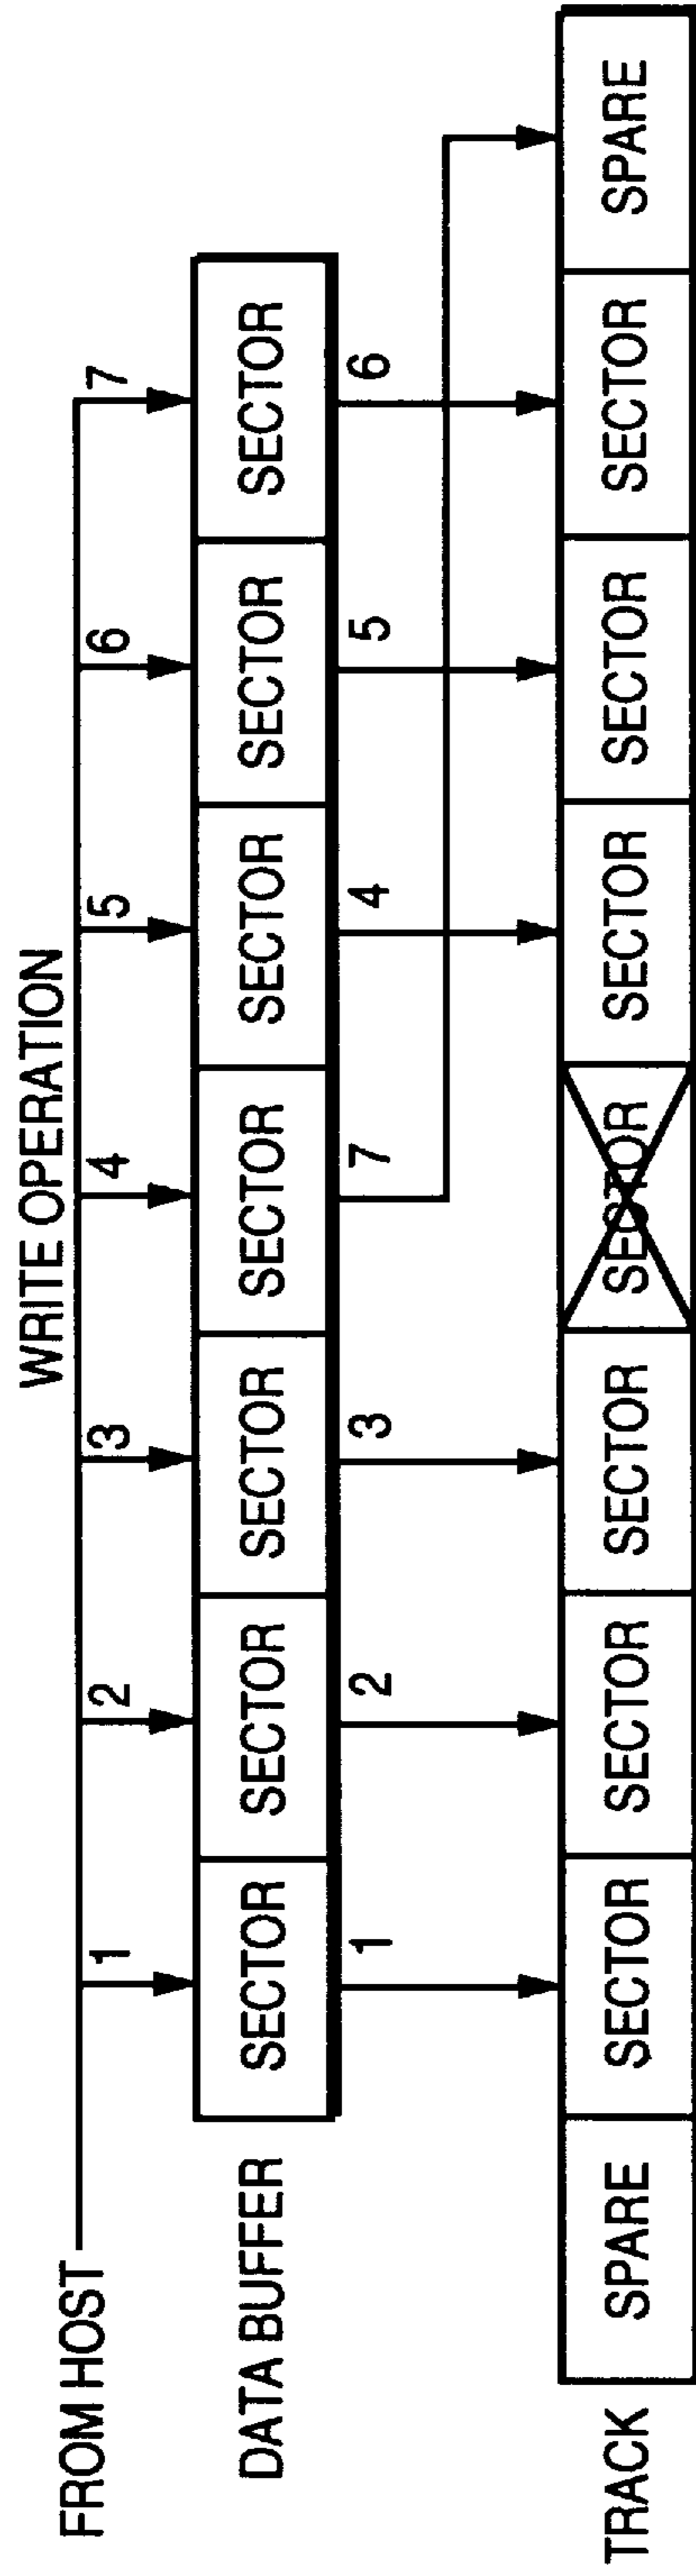 WRITE OPERATION
FROM HOST
1 2 3 4 5 6 7
DATA BUFFER SECTOR SECTOR SECTOR SECTOR SECTOR SECTOR SECTOR
1 2 3 7 4 5 6
TRACK SPARE SECTOR SECTOR SECTOR SECTOR SECTOR SECTOR SECTOR SPARE